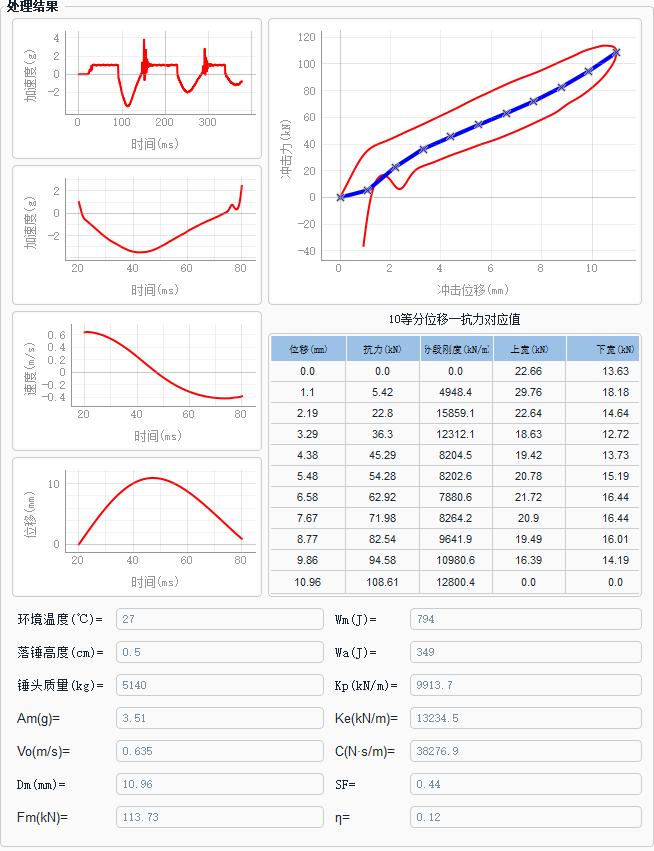 处理结果
4
2
0
-2
加速度(g)
0 100 200 300
时间(ms)
2
0
-2
加速度(g)
20 40 60 80
时间(ms)
0.6
0.4
0.2
0
-0.2
-0.4
速度(m/s)
20 40 60 80
时间(ms)
10
0
位移(mm)
20 40 60 80
时间(ms)
120
100
80
60
40
20
0
-20
-40
冲击力(kN)
0 2 4 6 8 10
冲击位移(mm)
10等分位移—抗力对应值
位移(mm) 抗力(kN) 分段刚度(kN/m) 上宽(kN) 下宽(kN)
0.0 0.0 0.0 22.66 13.63
1.1 5.42 4948.4 29.76 18.18
2.19 22.8 15859.1 22.64 14.64
3.29 36.3 12312.1 18.63 12.72
4.38 45.29 8204.5 19.42 13.73
5.48 54.28 8202.6 20.78 15.19
6.58 62.92 7880.6 21.72 16.44
7.67 71.98 8264.2 20.9 16.44
8.77 82.54 9641.9 19.49 16.01
9.86 94.58 10980.6 16.39 14.19
10.96 108.61 12800.4 0.0 0.0
环境温度(℃)= 27 Wm(J)= 794
落锤高度(cm)= 0.5 Wa(J)= 349
锤头质量(kg)= 5140 Kp(kN/m)= 9913.7
Am(g)= 3.51 Ke(kN/m)= 13234.5
Vo(m/s)= 0.635 C(N·s/m)= 38276.9
Dm(mm)= 10.96 SF= 0.44
Fm(kN)= 113.73 η= 0.12